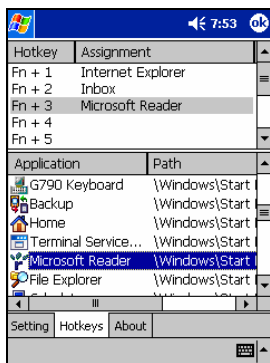 7:53 ok
Hotkey Assignment
Fn + 1 Internet Explorer
Fn + 2 Inbox
Fn + 3 Microsoft Reader
Fn + 4
Fn + 5
Application Path
G790 Keyboard \Windows\Start
Backup \Windows\Start
Home \Windows\Start
Terminal Service... \Windows\Start
Microsoft Reader \Windows\Start
File Explorer \Windows\Start
Setting Hotkeys About